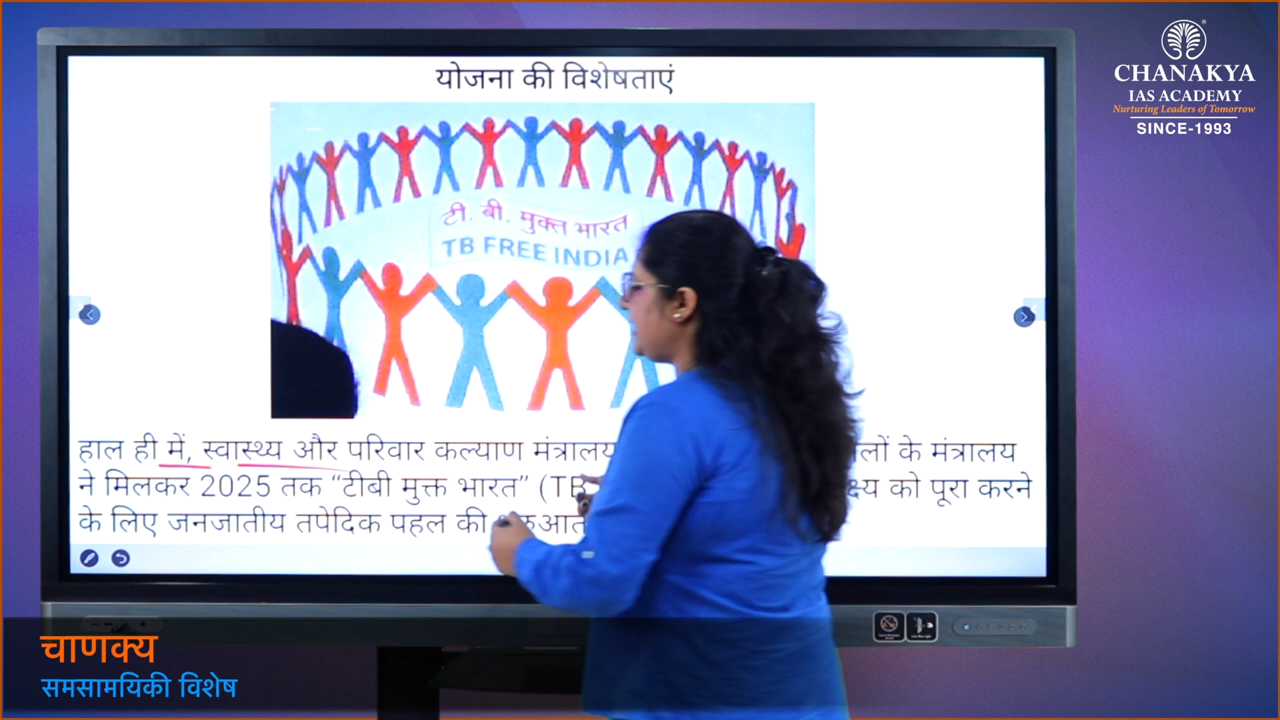 योजना की विशेषताएं
टी. बी. मुक्त भारत
TB FREE INDIA
हाल ही में, स्वास्थ्य और परिवार कल्याण मंत्रालय के मंत्रालय
ने मिलकर 2025 तक “टीबी मुक्त भारत” (TB को पूरा करने
के लिए जनजातीय तपेदिक पहल की
CHANAKYA
IAS ACADEMY
Nurturing Leaders of Tomorrow
SINCE-1993
चाणक्य
समसामयिकी विशेष